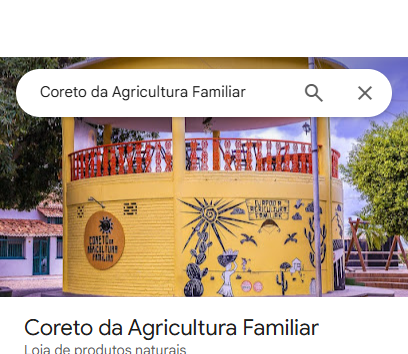 Coreto da Agricultura Familiar
CORETO DA
AGRICULTURA
FAMILIAR
CORETO DA
AGRICULTURA
FAMILIAR
Coreto da Agricultura Familiar
Loja de produtos naturais